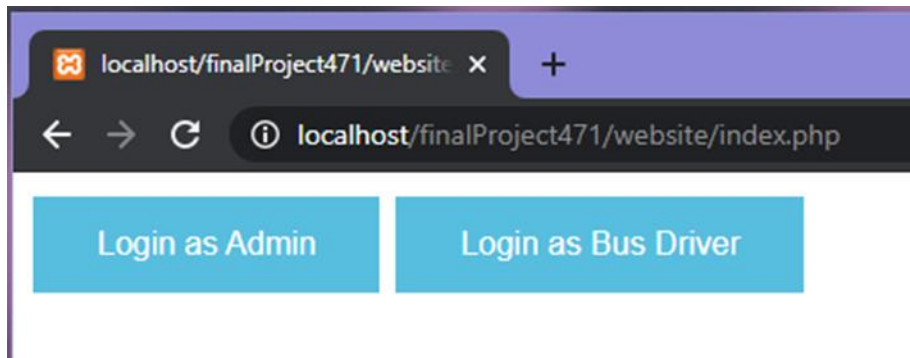 localhost/finalProject471/website
localhost/finalProject471/website/index.php
Login as Admin
Login as Bus Driver